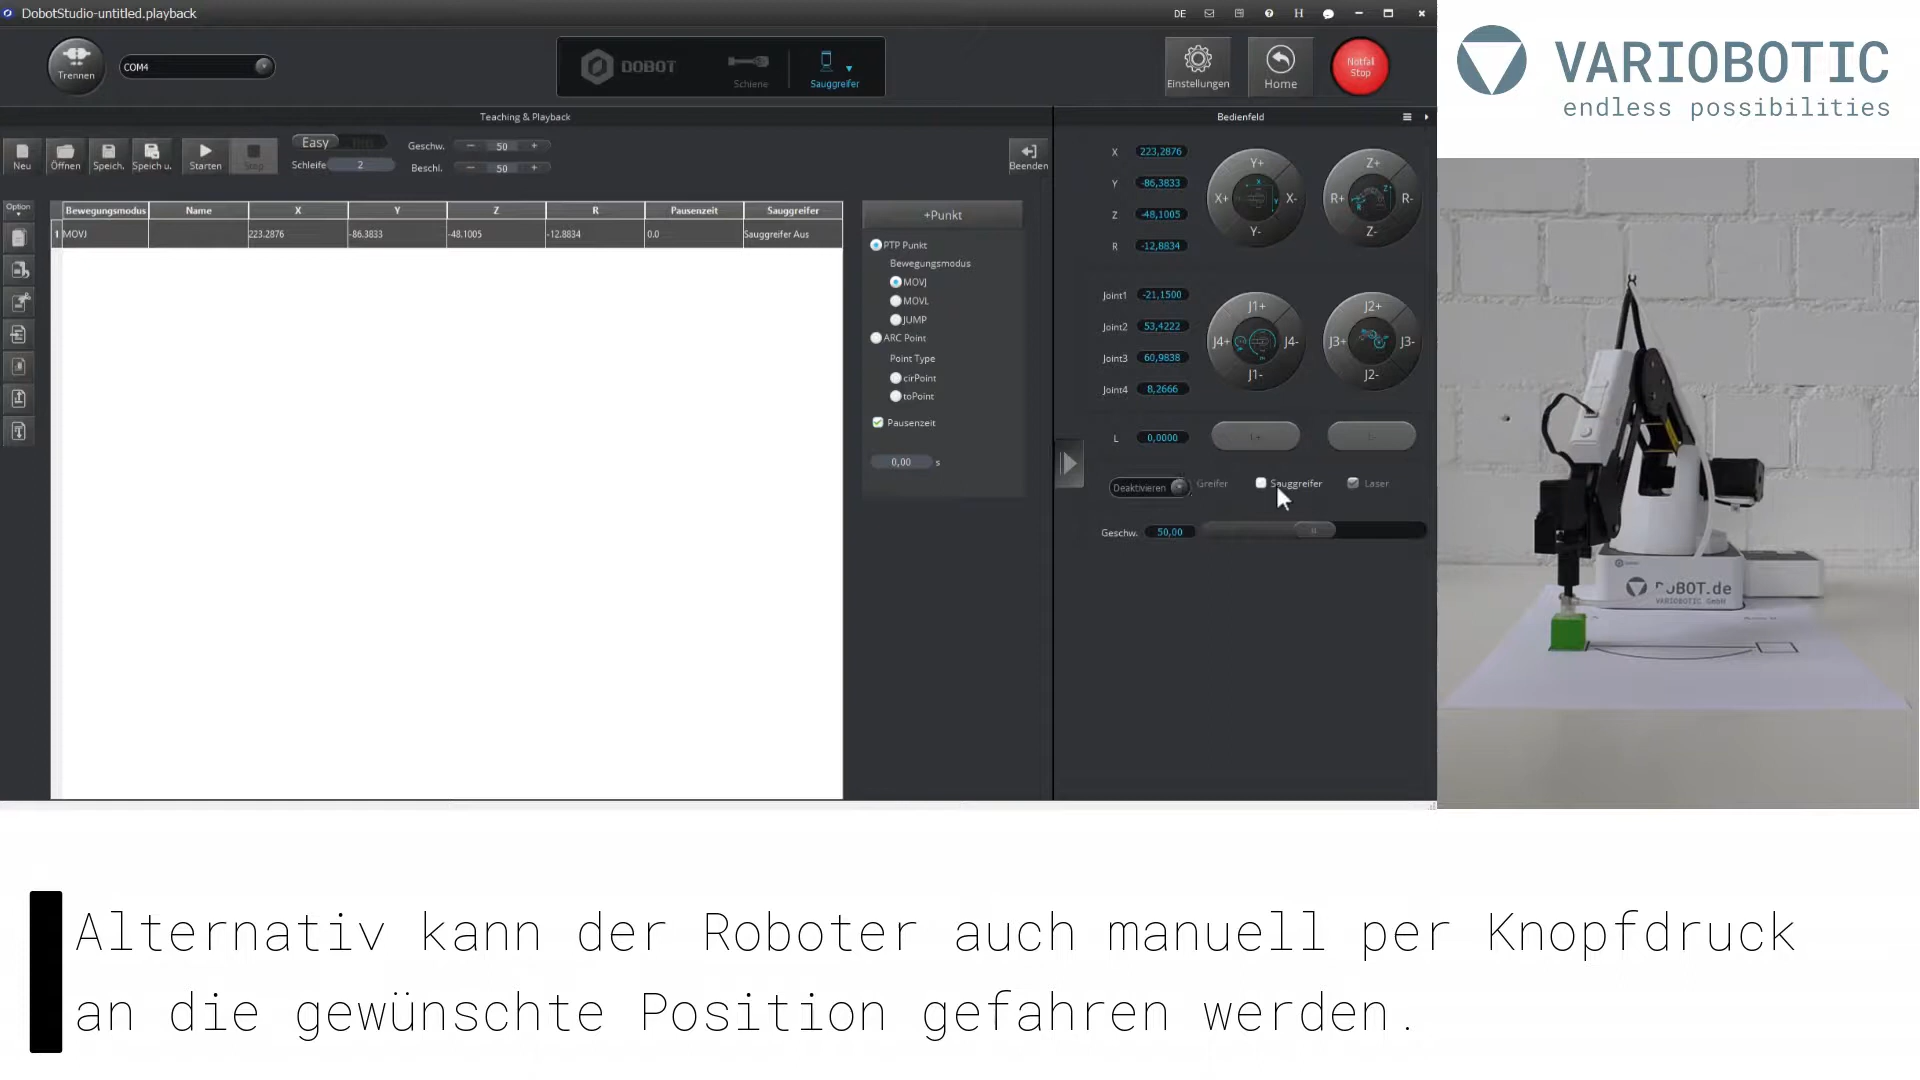 DobotStudio-untitled.playback
DE
H
Trennen
COM4
DOBOT
Schiene
Sauggreifer
Einstellungen
Home
Notfall
Stop
VARIOBOTIC
endless possibilities
Teaching & Playback
Bedienfeld
Neu
Öffnen
Speich.
Speich u.
Starten
Stop
Easy
Schleife 2
Geschw. - 50 +
Beschl. - 50 +
Beenden
Option
Bewegungsmodus Name X Y Z R Pausenzeit Sauggreifer
1 MOVJ 223.2876 -86.3833 -48.1005 -12.8834 0.0 Sauggreifer Aus
+Punkt
PTP Punkt
Bewegungsmodus
MOVJ
MOVL
JUMP
ARC Point
Point Type
cirPoint
toPoint
Pausenzeit
0,00 s
X 223,2876
Y -86,3833
Z -48,1005
R -12,8834
Y+
X+ X-
Y-
Z+
R+ R-
Z-
Joint1 -21,1500
Joint2 53,4222
Joint3 60,9838
Joint4 8,2666
J1+
J4+ J4-
J1-
J2+
J3+ J3-
J2-
L 0,0000
L+ L-
Deaktivieren Greifer Sauggreifer Laser
Geschw. 50,00
DOBOT.de
VARIOBOTIC GmbH
Alternativ kann der Roboter auch manuell per Knopfdruck
an die gewünschte Position gefahren werden.